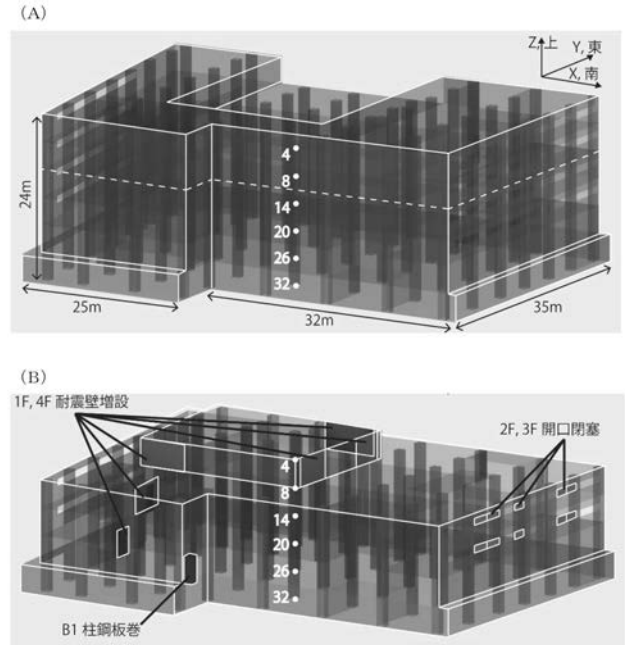 (A)
Z, 上
Y, 東
X, 南
4
8
14
20
26
32
24m
25m
32m
35m
(B)
1F, 4F 耐震壁増設
2F, 3F 開口閉塞
4
8
14
20
26
32
B1 柱鋼板巻